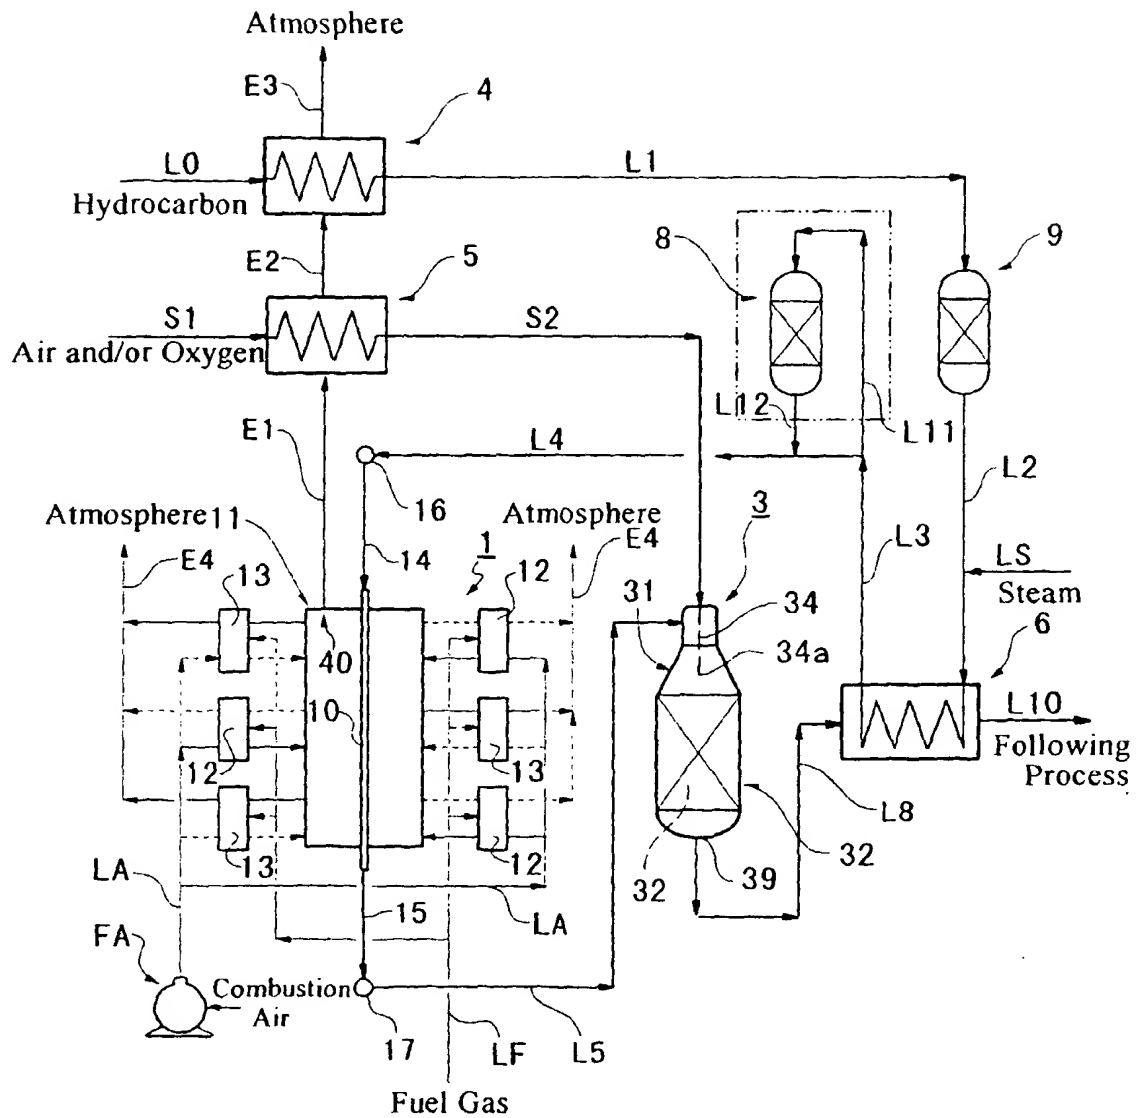 Atmosphere
E3
4
L0
L1
Hydrocarbon
E2
5
8
9
S1
S2
Air and/or Oxygen
E1
L12
L11
L4
L2
16
Atmosphere
11
Atmosphere
3
E4
13
14
1
12
E4
L3
LS
Steam
31
34
6
40
34a
10
L10
Following
Process
12
13
L8
13
12
32
39
32
LA
15
LA
FA
Combustion
Air
17
LF
L5
Fuel Gas